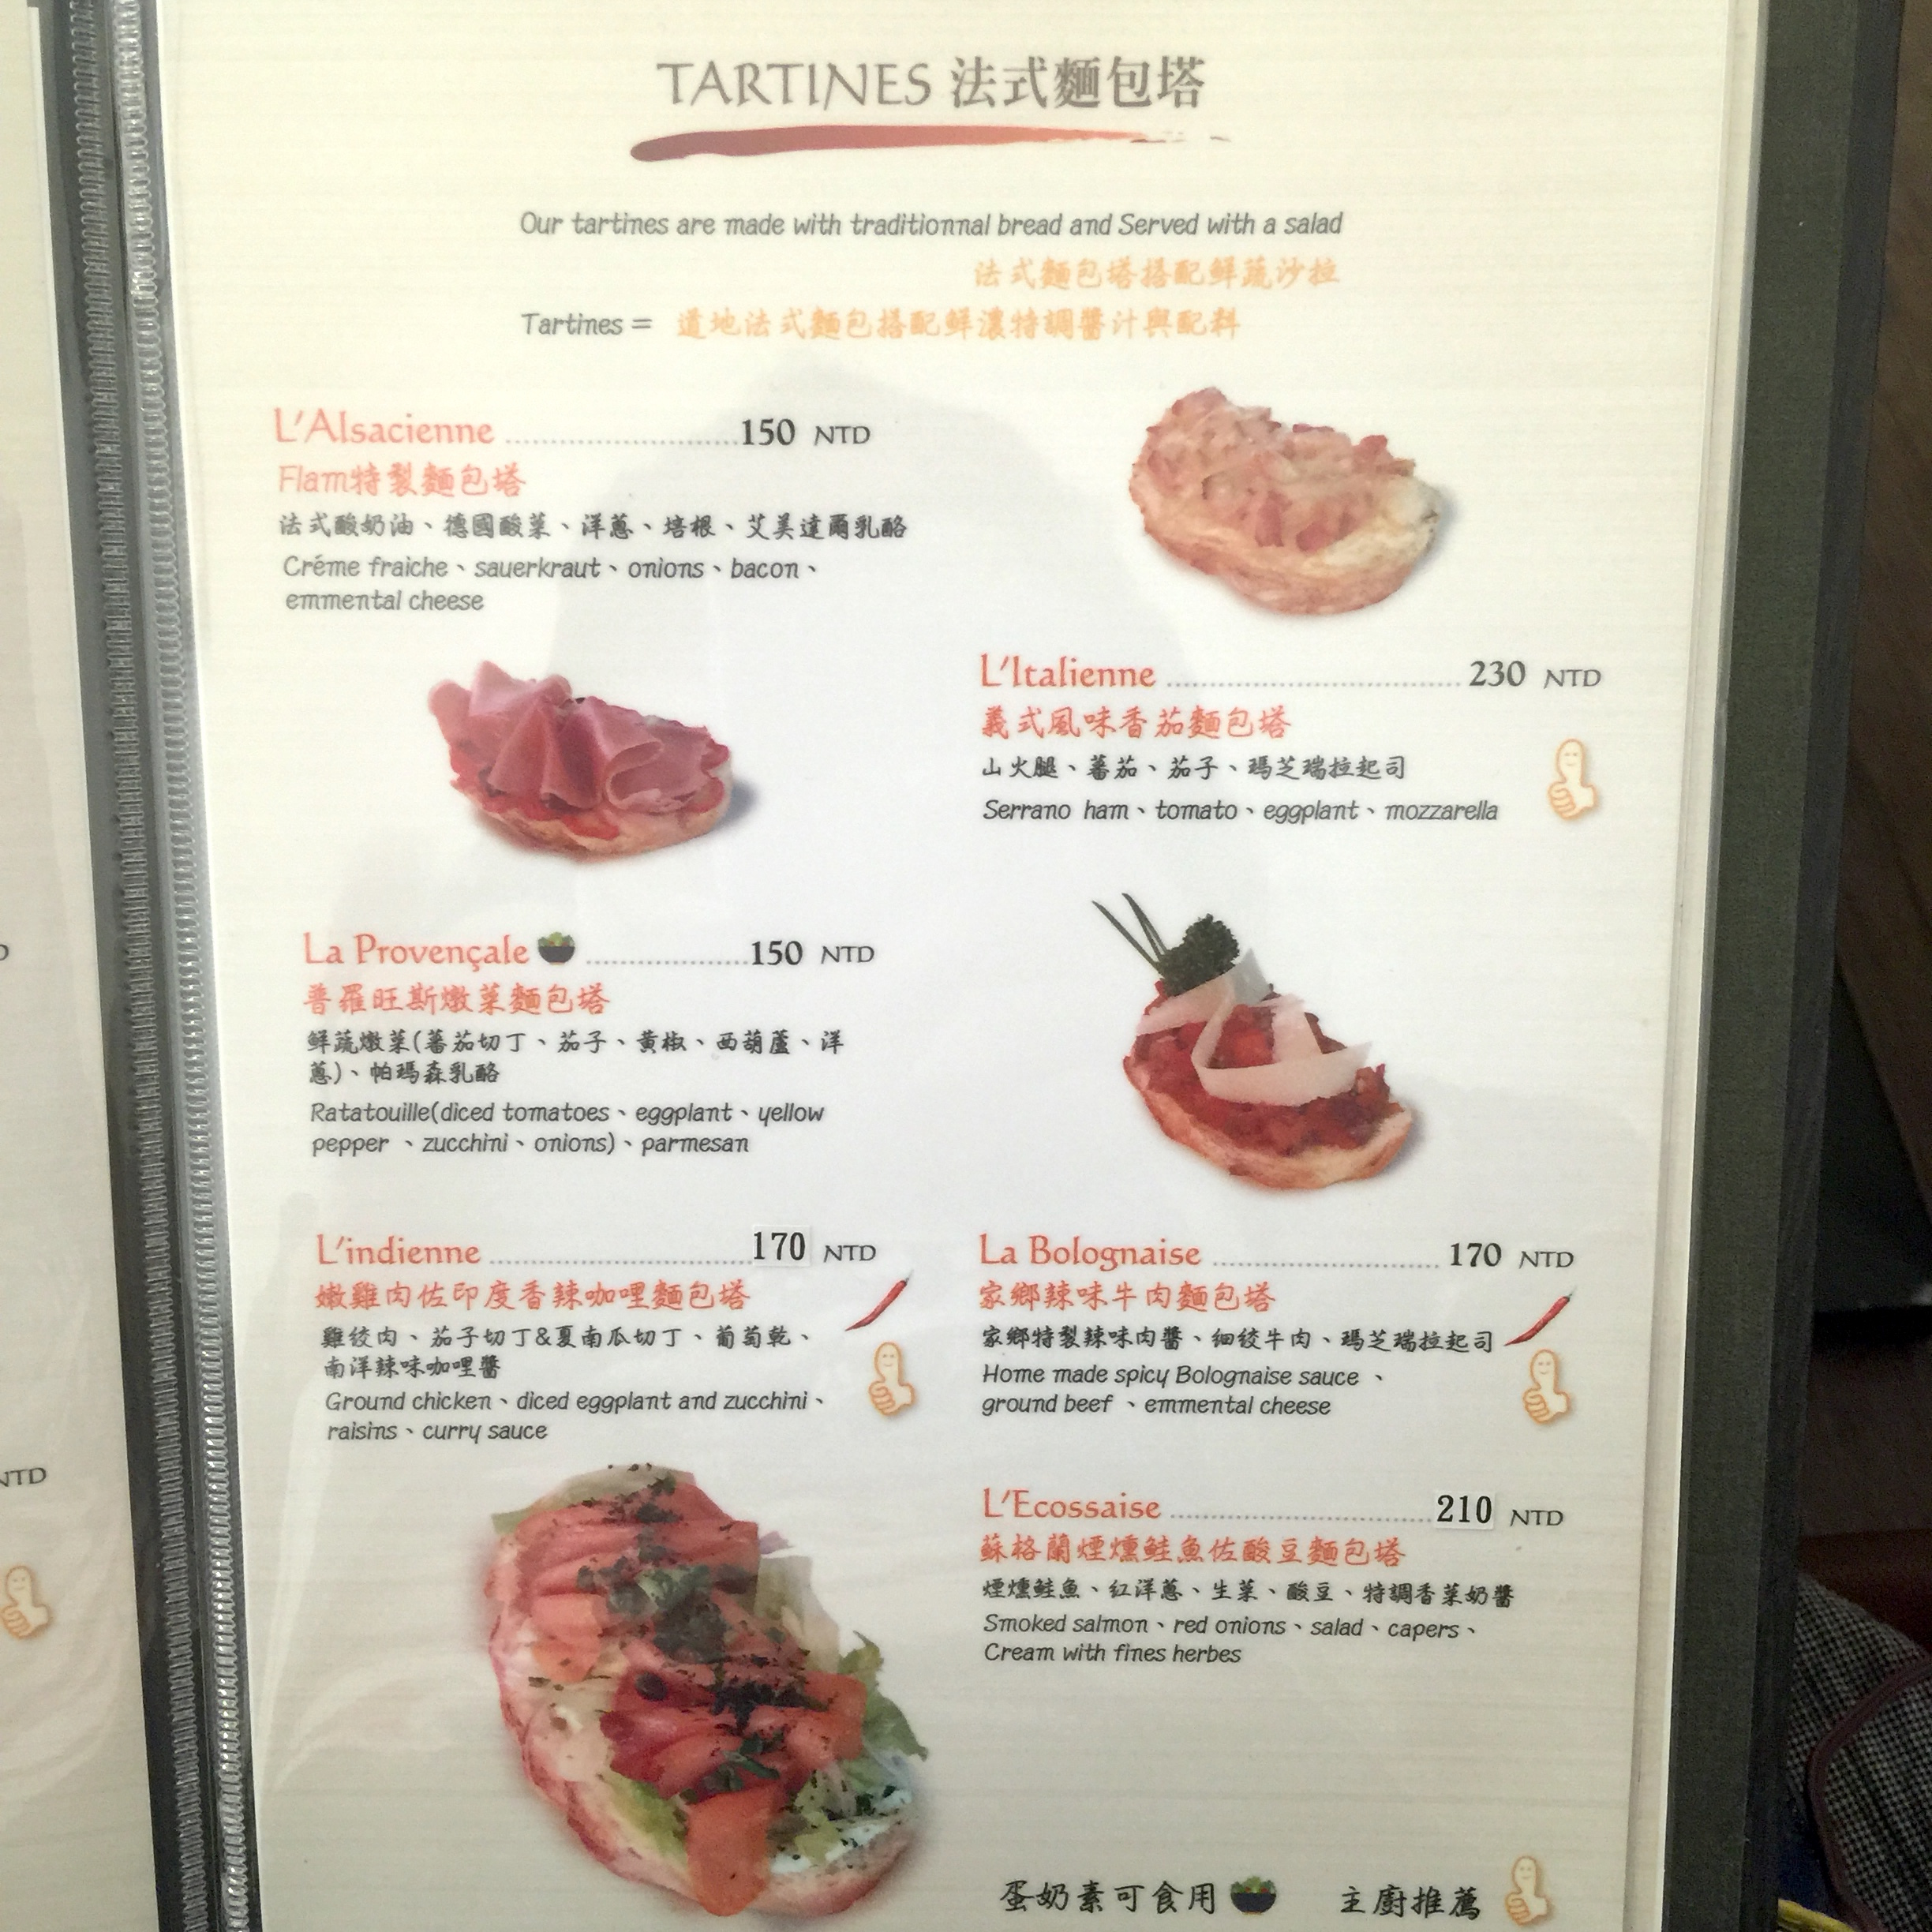 TARTINES 法式麵包塔
Our tartines are made with traditionnal bread and Served with a salad
法式麵包塔搭配鮮蔬沙拉
Tartines = 道地法式麵包搭配鮮濃特調醬汁與配料
L'Alsacienne ........................150 NTD
Flam特製麵包塔
法式酸奶油、德國酸菜、洋蔥、培根、艾美達爾乳酪
Créme fraiche、sauerkraut、onions、bacon、
emmental cheese
L'Italienne .............................. 230 NTD
義式風味香茄麵包塔
山火腿、蕃茄、茄子、瑪芝瑞拉起司
Serrano ham、tomato、eggplant、mozzarella
La Provençale .................150 NTD
普羅旺斯燉菜麵包塔
鮮蔬燉菜(蕃茄切丁、茄子、黃椒、西葫蘆、洋
蔥)、帕瑪森乳酪
Ratatouille(diced tomatoes、eggplant、yellow
pepper 、zucchini、onions)、parmesan
L'indienne ...........................170 NTD
嫩雞肉佐印度香辣咖哩麵包塔
雞絞肉、茄子切丁&夏南瓜切丁、葡萄乾、
南洋辣味咖哩醬
Ground chicken、diced eggplant and zucchini、
raisins、curry sauce
La Bolognaise ........................ 170 NTD
家鄉辣味牛肉麵包塔
家鄉特製辣味肉醬、細絞牛肉、瑪芝瑞拉起司
Home made spicy Bolognaise sauce 、
ground beef 、emmental cheese
L'Ecossaise ...........................210 NTD
蘇格蘭煙燻鮭魚佐酸豆麵包塔
煙燻鮭魚、紅洋蔥、生菜、酸豆、特調香菜奶醬
Smoked salmon、red onions、salad、capers、
Cream with fines herbes
蛋奶素可食用 主廚推薦
NTD